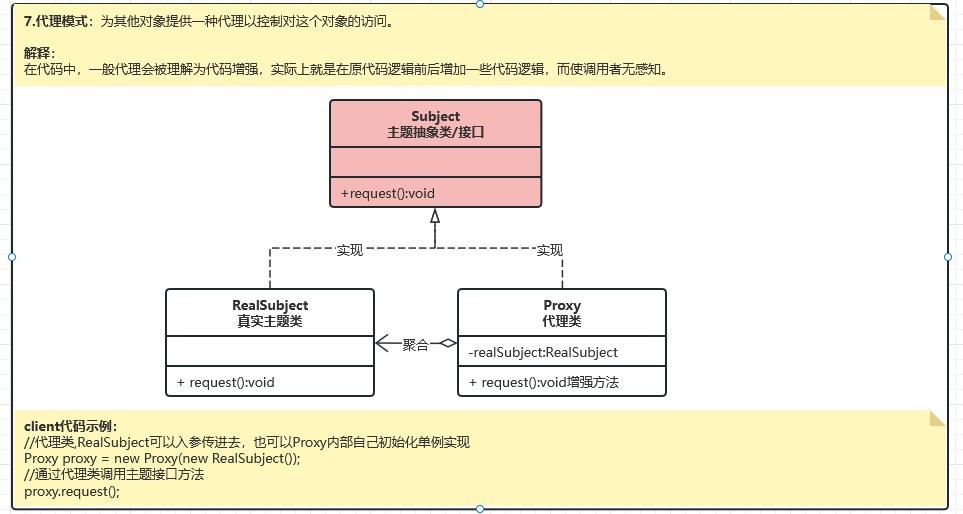 7.代理模式：为其他对象提供一种代理以控制对这个对象的访问。
解释：
在代码中，一般代理会被理解为代码增强，实际上就是在原代码逻辑前后增加一些代码逻辑，而使调用者无感知。
Subject
主题抽象类/接口
+request():void
实现
实现
RealSubject
真实主题类
+ request():void
聚合
Proxy
代理类
-realSubject:RealSubject
+ request():void增强方法
client代码示例：
//代理类,RealSubject可以入参传进去，也可以Proxy内部自己初始化单例实现
Proxy proxy = new Proxy(new RealSubject());
//通过代理类调用主题接口方法
proxy.request();